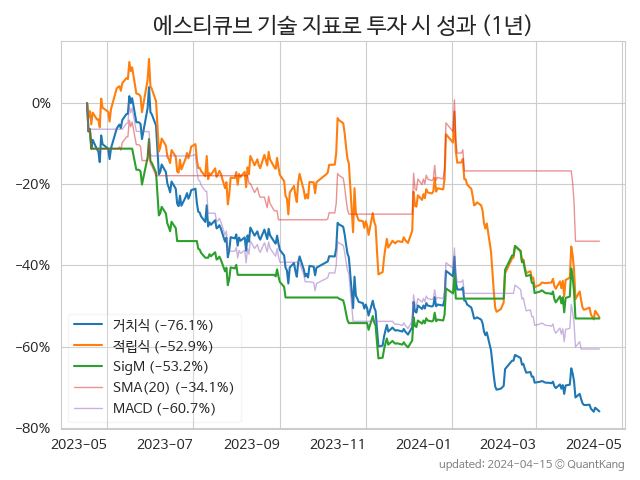 에스티큐브 기술 지표로 투자 시 성과 (1년)
0%
−20%
−40%
−60%
−80%
거치식 (−76.1%)
적립식 (−52.9%)
SigM (−53.2%)
SMA(20) (−34.1%)
MACD (−60.7%)
2023-05 2023-07 2023-09 2023-11 2024-01 2024-03 2024-05
updated: 2024-04-15 © QuantKang